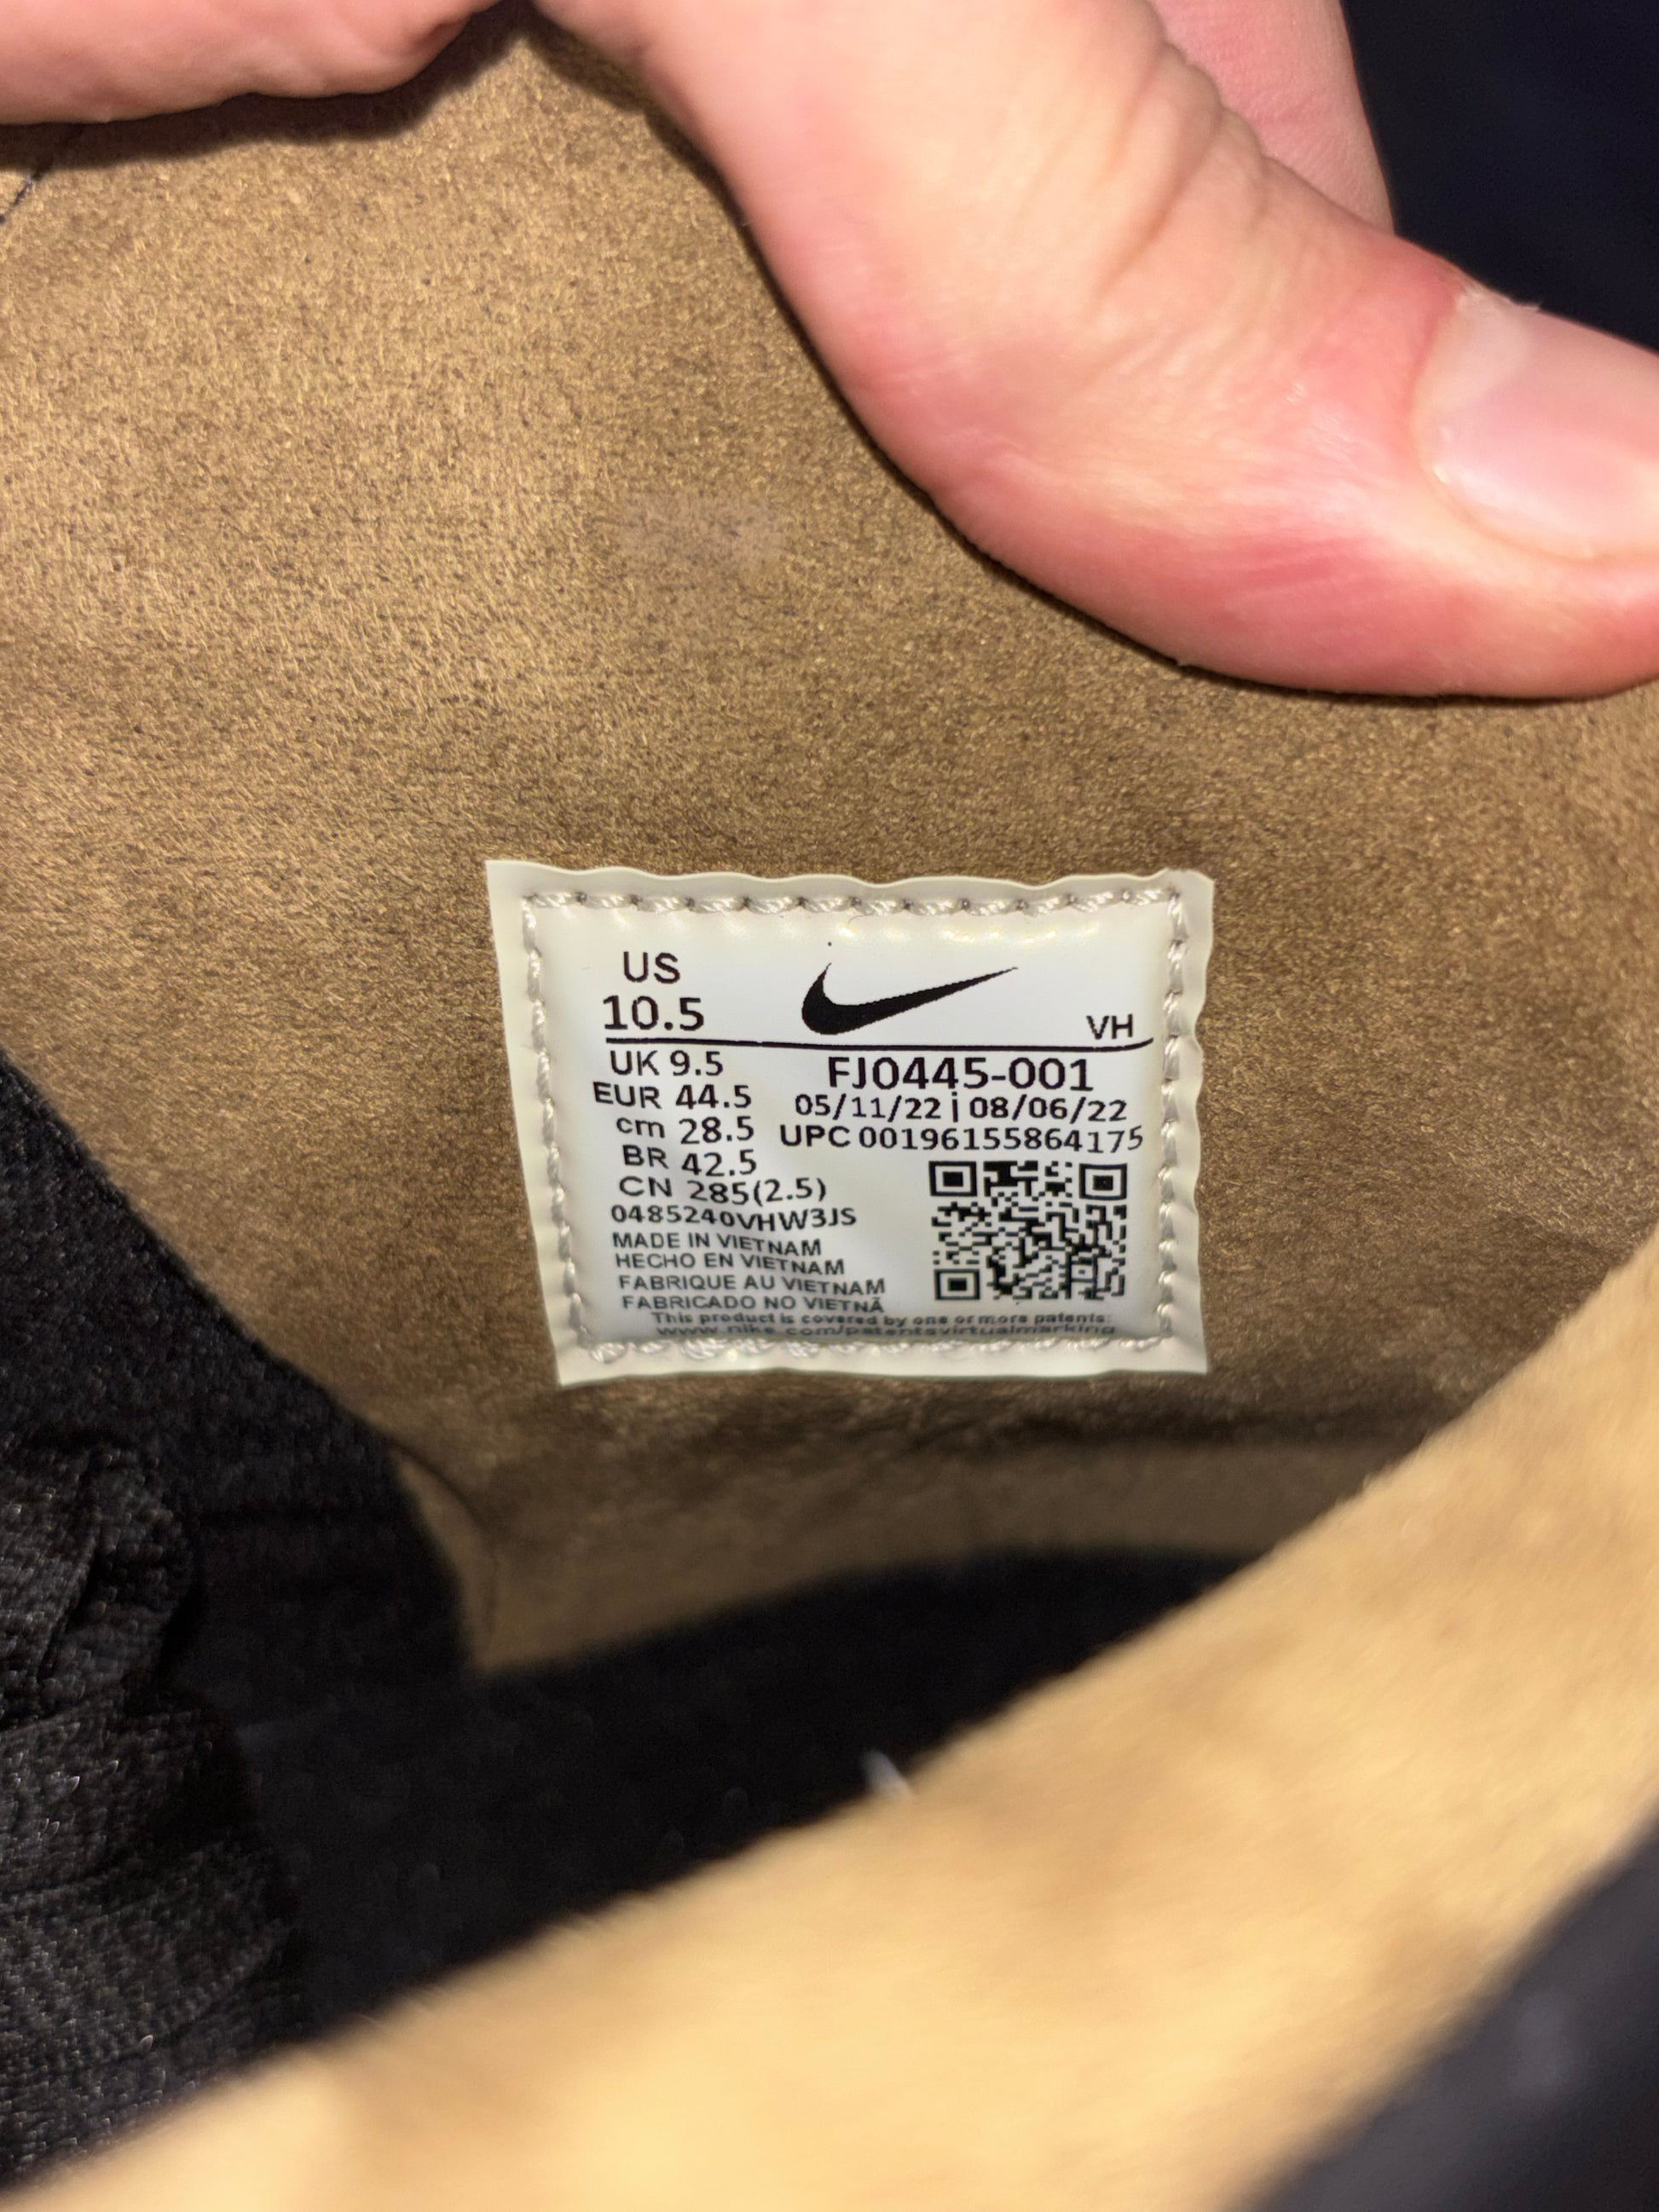 US
10.5
VH
UK 9.5
EUR 44.5
cm 28.5
BR 42.5
CN 285(2.5)
0485240VHW3JS
MADE IN VIETNAM
HECHO EN VIETNAM
FABRIQUE AU VIETNAM
FABRICADO NO VIETNÃ
FJ0445-001
05/11/22 | 08/06/22
UPC 00196155864175
This product is covered by one or more patents:
www.nike.com/patentsvirtualmarking